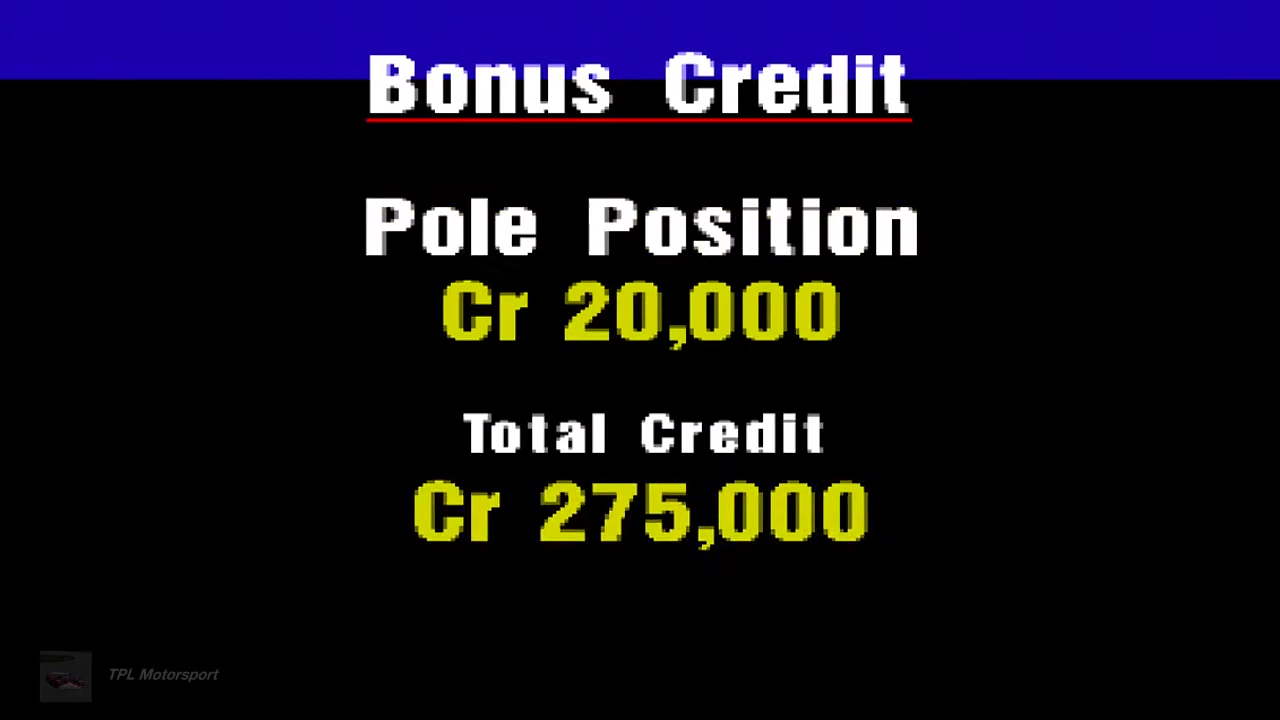 Bonus Credit
Pole Position
Cr 20,000
Total Credit
Cr 275,000
TPL Motorsport